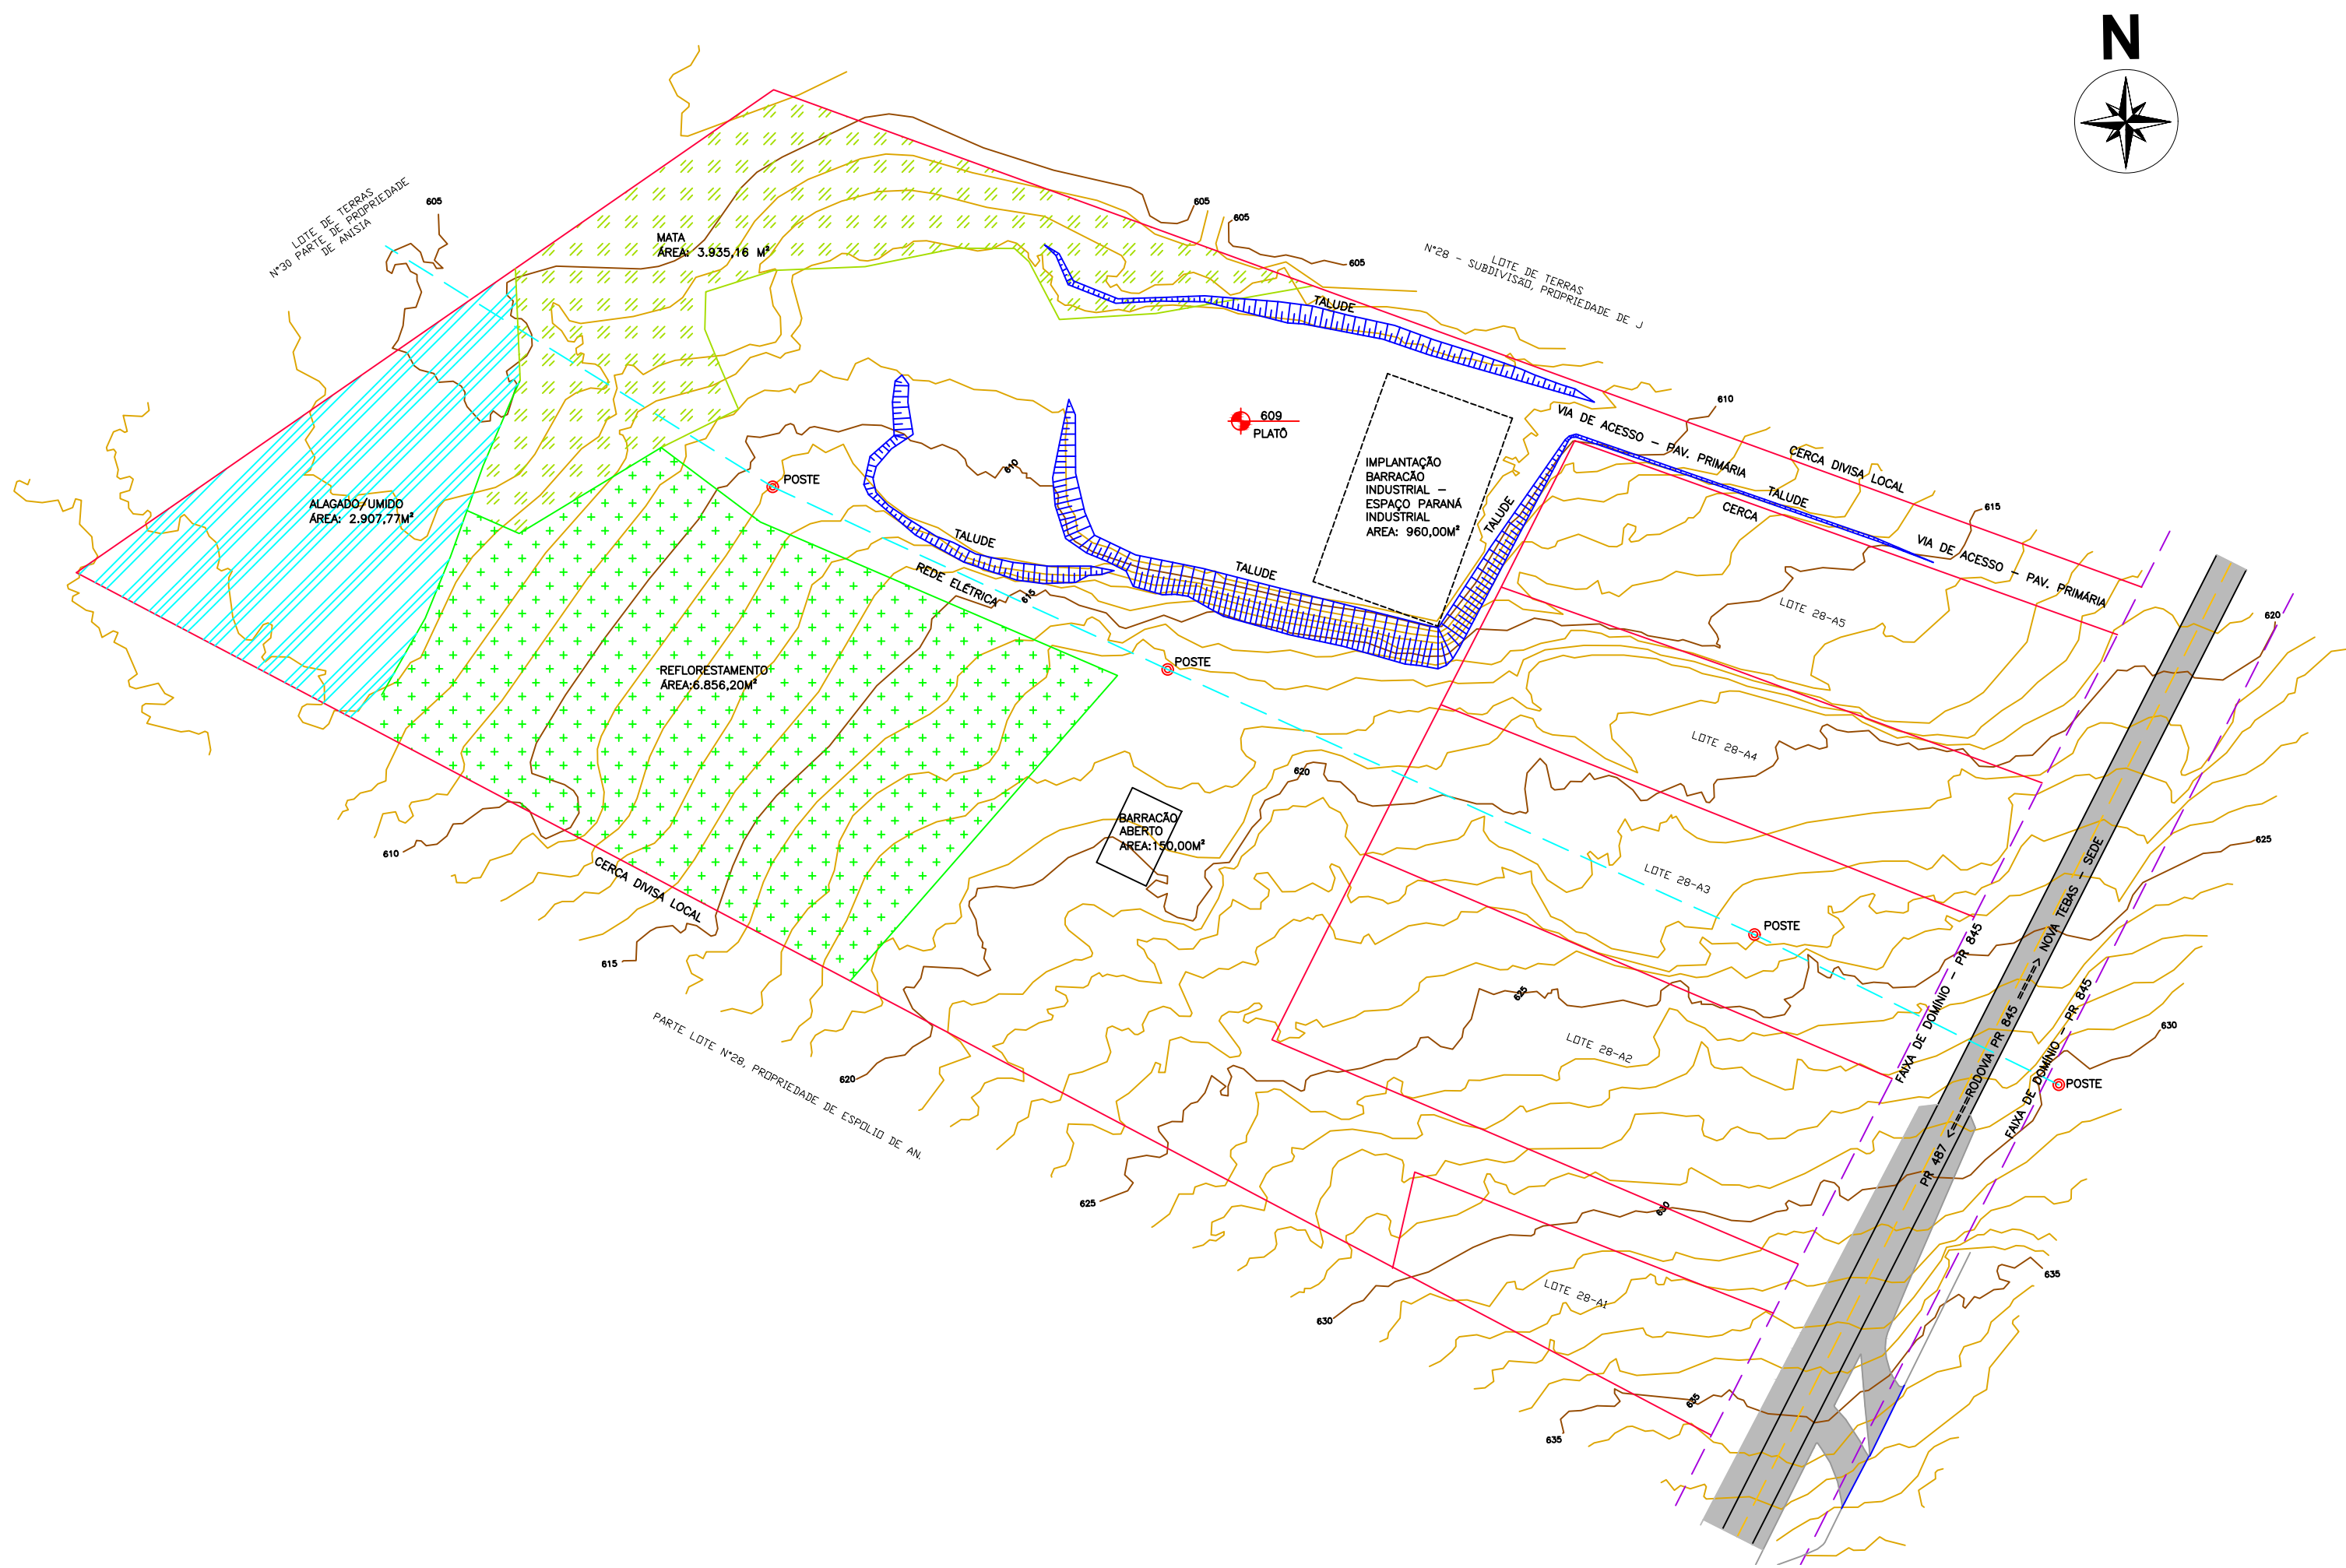 N
LOTE DE TERRAS
N°30 PARTE DE PROPRIEDADE
DE ANISIA
605
605
605
605
MATA
ÁREA: 3.935,16 M²
LOTE DE TERRAS
N°28 - SUBDIVISÃO, PROPRIEDADE DE J
TALUDE
610
609
PLATÔ
VIA DE ACESSO - PAV. PRIMÁRIA
CERCA DIVISA LOCAL
IMPLANTAÇÃO
BARRACÃO
INDUSTRIAL –
ESPAÇO PARANÁ
INDUSTRIAL
AREA: 960,00M²
610
POSTE
TALUDE
TALUDE
CERCA
615
ALAGADO/UMIDO
ÁREA: 2.907,77M²
TALUDE
REDE ELÉTRICA
TALUDE
615
VIA DE ACESSO - PAV. PRIMÁRIA
LOTE 28-A5
620
POSTE
REFLORESTAMENTO
ÁREA:6.856,20M²
LOTE 28-A4
620
BARRACÃO
ABERTO
AREA:150,00M²
610
625
CERCA DIVISA LOCAL
LOTE 28-A3
POSTE
615
625
FAIXA DE DOMÍNIO - PR 845
PR 487 <====RODOVIA PR 845 ====> NOVA TEBAS - SEDE
FAIXA DE DOMÍNIO - PR 845
630
PARTE LOTE N°28, PROPRIEDADE DE ESPOLIO DE AN.
LOTE 28-A2
620
POSTE
625
630
LOTE 28-A1
635
630
635
635